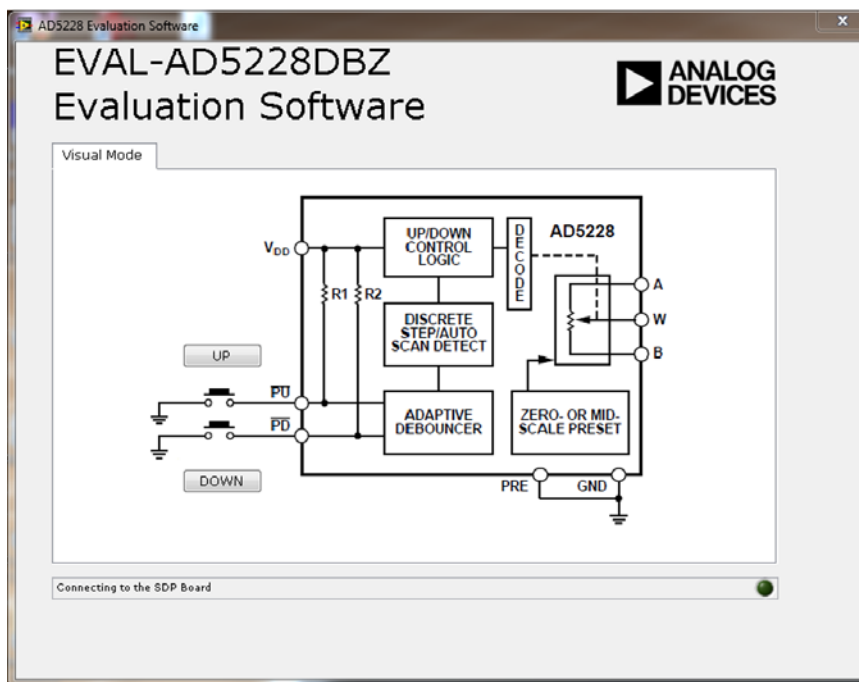 AD5228 Evaluation Software
EVAL-AD5228DBZ
Evaluation Software
ANALOG
DEVICES
Visual Mode
VDD
R1
R2
UP/DOWN
CONTROL
LOGIC
DECODE
AD5228
A
W
B
DISCRETE
STEP/AUTO
SCAN DETECT
UP
PU
PD
ADAPTIVE
DEBOUNCER
ZERO- OR MID-
SCALE PRESET
DOWN
PRE
GND
Connecting to the SDP Board